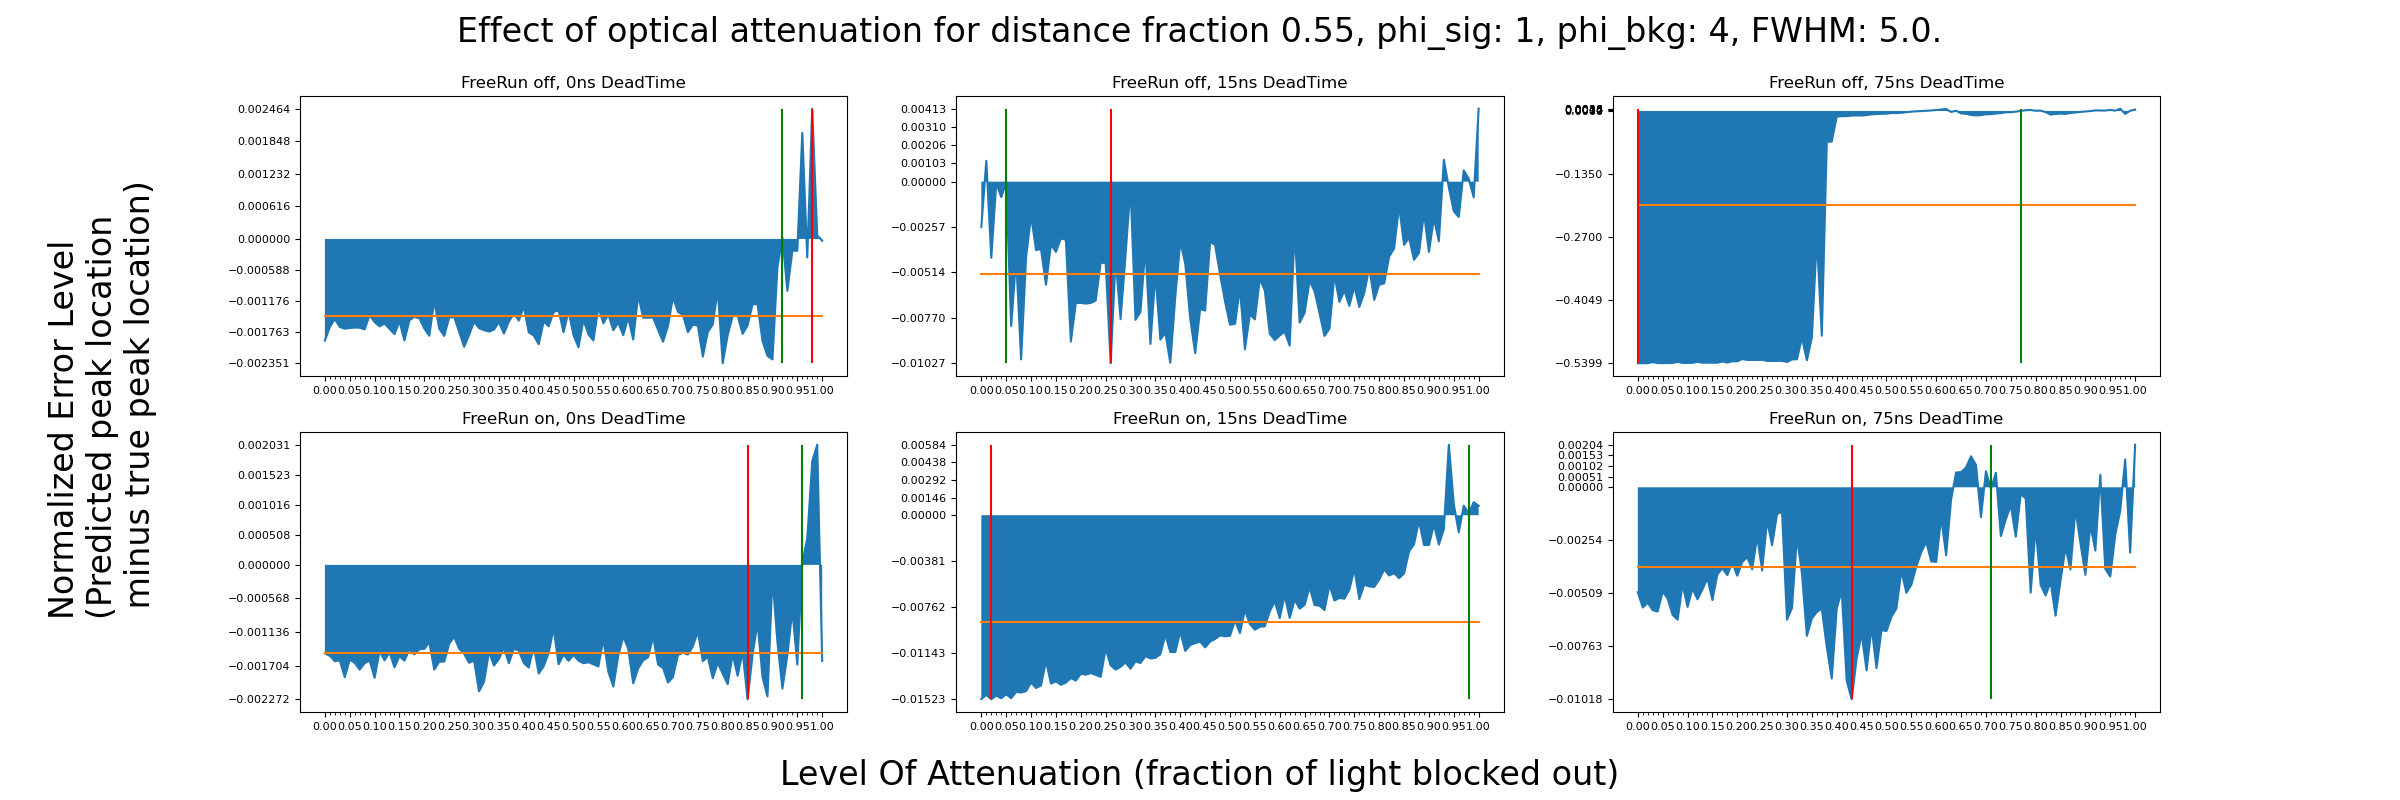 Effect of optical attenuation for distance fraction 0.55, phi_sig: 1, phi_bkg: 4, FWHM: 5.0.
Normalized Error Level
(Predicted peak location
minus true peak location)
FreeRun off, 0ns DeadTime
0.002464
0.001848
0.001232
0.000616
0.000000
−0.000588
−0.001176
−0.001763
−0.002351
0.00 0.05 0.10 0.15 0.20 0.25 0.30 0.35 0.40 0.45 0.50 0.55 0.60 0.65 0.70 0.75 0.80 0.85 0.90 0.95 1.00
FreeRun off, 15ns DeadTime
0.00413
0.00310
0.00206
0.00103
0.00000
−0.00257
−0.00514
−0.00770
−0.01027
0.00 0.05 0.10 0.15 0.20 0.25 0.30 0.35 0.40 0.45 0.50 0.55 0.60 0.65 0.70 0.75 0.80 0.85 0.90 0.95 1.00
FreeRun off, 75ns DeadTime
−0.1350
−0.2700
−0.4049
−0.5399
0.00 0.05 0.10 0.15 0.20 0.25 0.30 0.35 0.40 0.45 0.50 0.55 0.60 0.65 0.70 0.75 0.80 0.85 0.90 0.95 1.00
FreeRun on, 0ns DeadTime
0.002031
0.001523
0.001016
0.000508
0.000000
−0.000568
−0.001136
−0.001704
−0.002272
0.00 0.05 0.10 0.15 0.20 0.25 0.30 0.35 0.40 0.45 0.50 0.55 0.60 0.65 0.70 0.75 0.80 0.85 0.90 0.95 1.00
FreeRun on, 15ns DeadTime
0.00584
0.00438
0.00292
0.00146
0.00000
−0.00381
−0.00762
−0.01143
−0.01523
0.00 0.05 0.10 0.15 0.20 0.25 0.30 0.35 0.40 0.45 0.50 0.55 0.60 0.65 0.70 0.75 0.80 0.85 0.90 0.95 1.00
FreeRun on, 75ns DeadTime
0.00204
0.00153
0.00102
0.00051
0.00000
−0.00254
−0.00509
−0.00763
−0.01018
0.00 0.05 0.10 0.15 0.20 0.25 0.30 0.35 0.40 0.45 0.50 0.55 0.60 0.65 0.70 0.75 0.80 0.85 0.90 0.95 1.00
Level Of Attenuation (fraction of light blocked out)